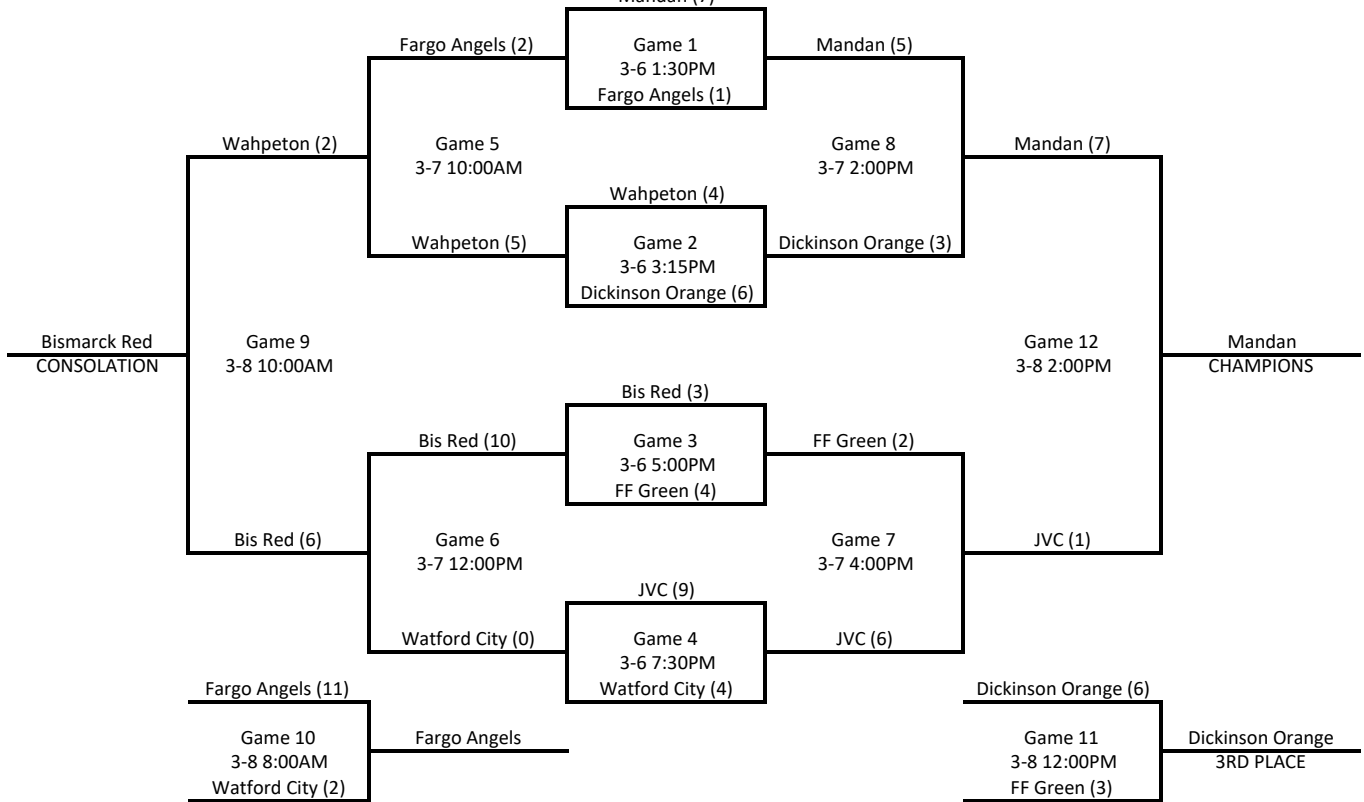 Mandan (7)
Fargo Angels (2)
Game 1
Mandan (5)
3-6 1:30PM
Fargo Angels (1)
Wahpeton (2)
Game 5
Game 8
Mandan (7)
3-7 10:00AM
3-7 2:00PM
Wahpeton (4)
Wahpeton (5)
Game 2
Dickinson Orange (3)
3-6 3:15PM
Dickinson Orange (6)
Bismarck Red
Game 9
Game 12
Mandan
CONSOLATION
3-8 10:00AM
3-8 2:00PM
CHAMPIONS
Bis Red (3)
Bis Red (10)
Game 3
FF Green (2)
3-6 5:00PM
FF Green (4)
Bis Red (6)
Game 6
Game 7
JVC (1)
3-7 12:00PM
3-7 4:00PM
JVC (9)
Watford City (0)
Game 4
JVC (6)
3-6 7:30PM
Fargo Angels (11)
Watford City (4)
Dickinson Orange (6)
Game 10
Fargo Angels
Game 11
Dickinson Orange
3-8 8:00AM
3-8 12:00PM
3RD PLACE
Watford City (2)
FF Green (3)